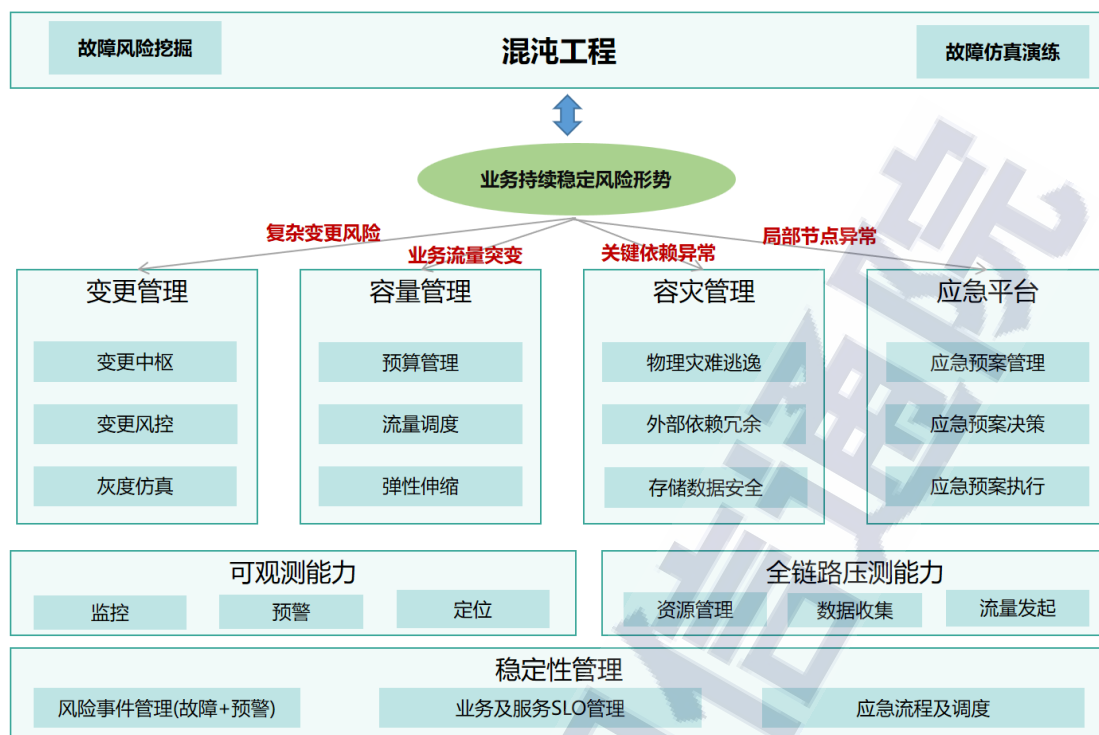 故障风险挖掘
混沌工程
故障仿真演练
业务持续稳定风险形势
复杂变更风险
业务流量突变
关键依赖异常
局部节点异常
变更管理
容量管理
容灾管理
应急平台
变更中枢
预算管理
物理灾难逃逸
应急预案管理
变更风控
流量调度
外部依赖冗余
应急预案决策
灰度仿真
弹性伸缩
存储数据安全
应急预案执行
可观测能力
全链路压测能力
监控
预警
定位
资源管理
数据收集
流量发起
稳定性管理
风险事件管理(故障+预警)
业务及服务SLO管理
应急流程及调度
信通院